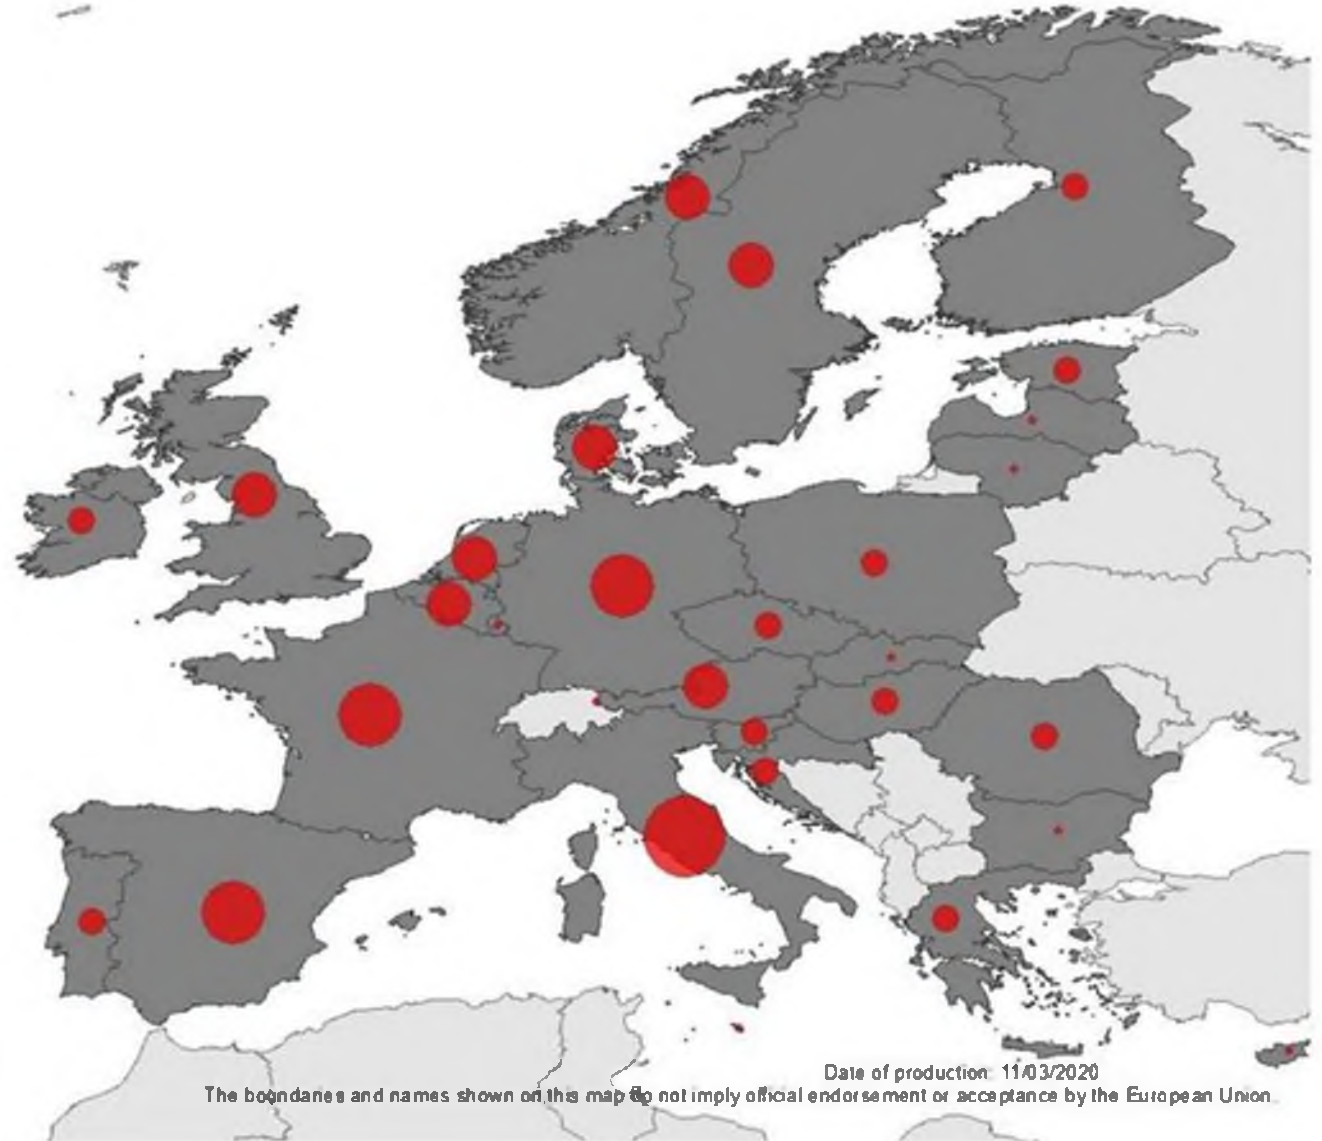 Date of production: 11/03/2020
The boundaries and names shown on this map do not imply official endorsement or acceptance by the European Union